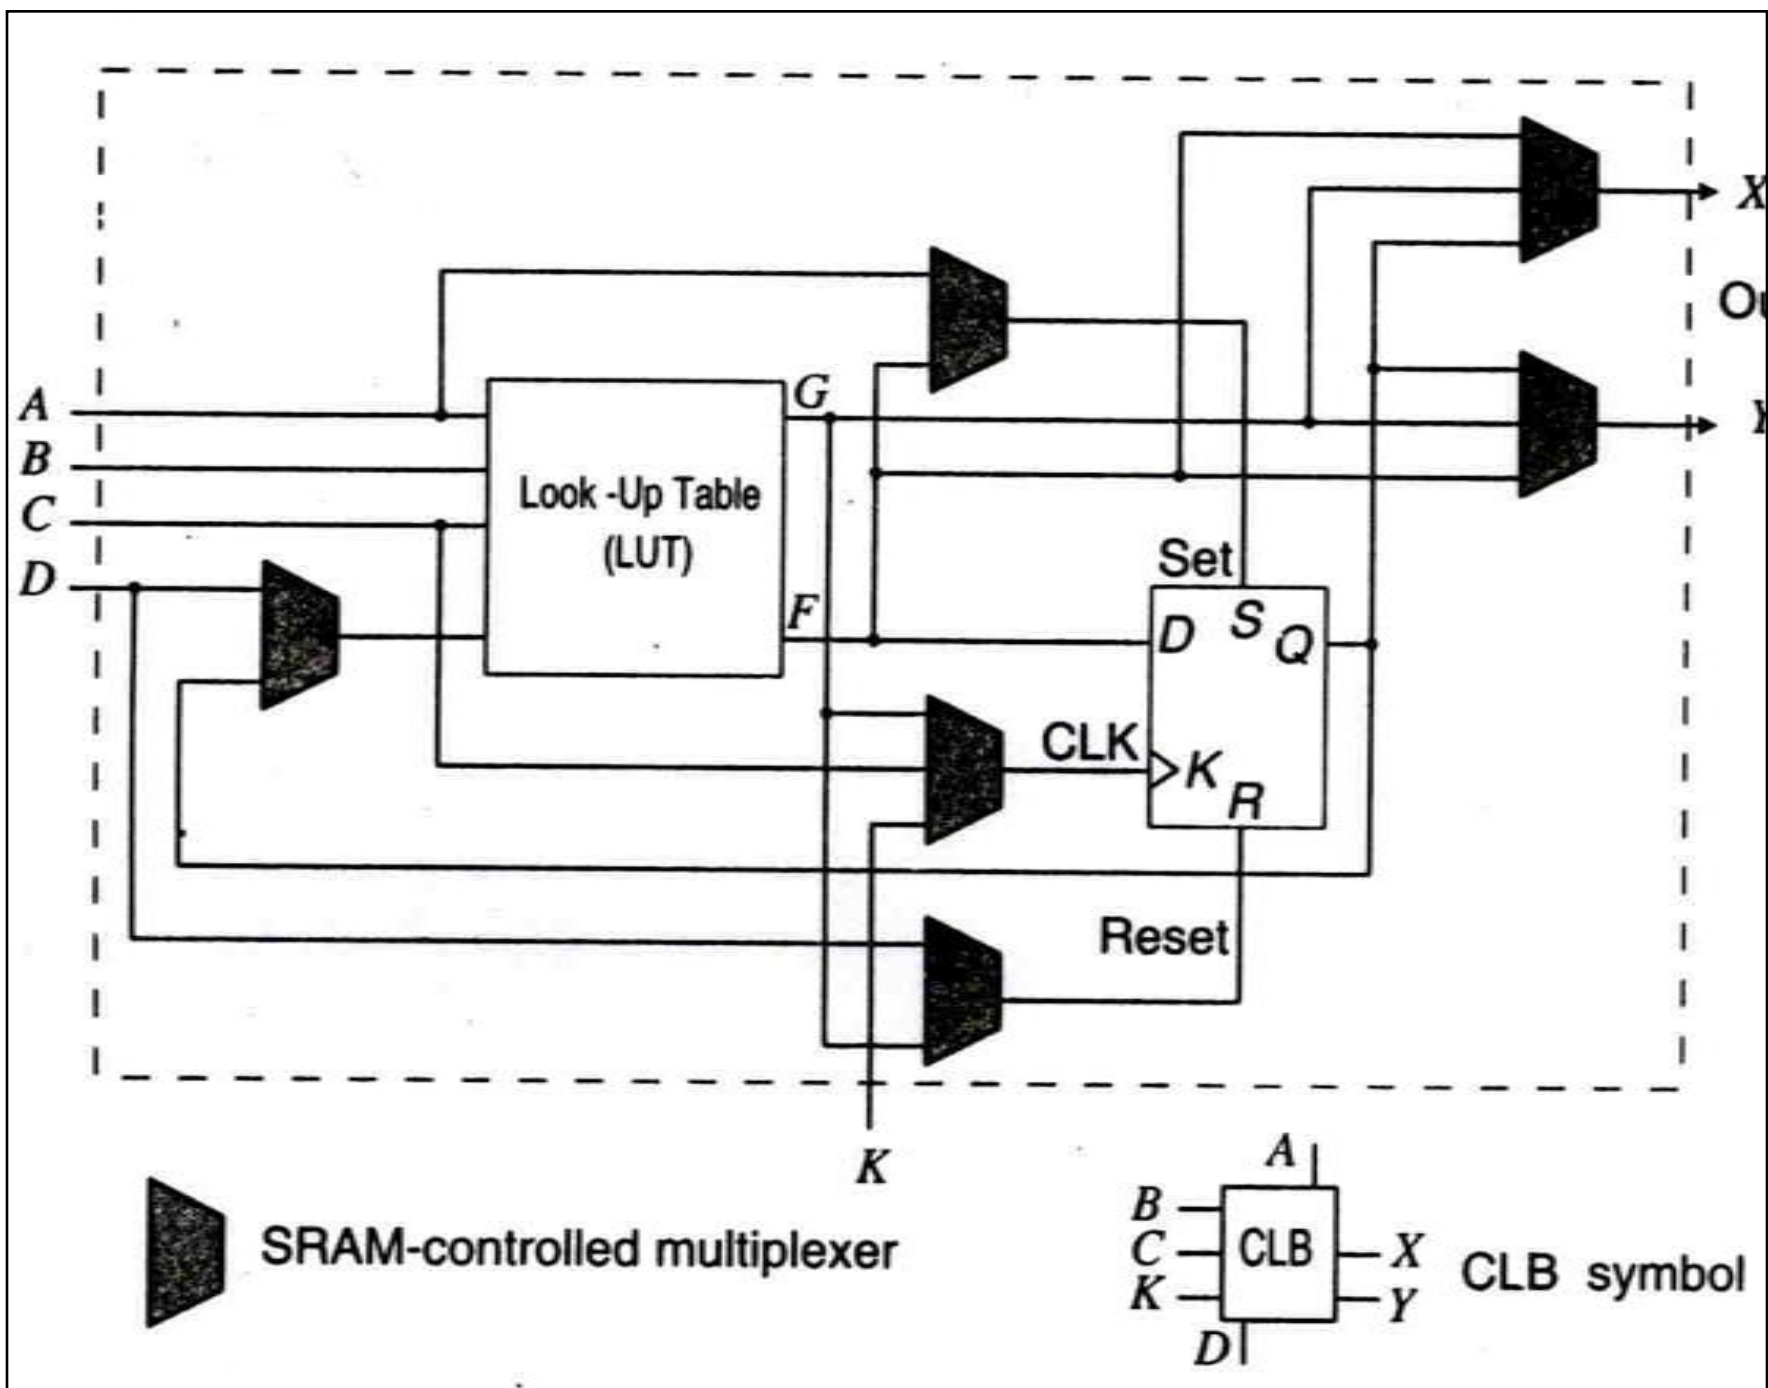 X
Ou
A
G
Y
B
Look -Up Table
C
(LUT)
Set
D
F
D S Q
CLK
K
R
Reset
K
A
B
SRAM-controlled multiplexer
C CLB X CLB symbol
K Y
D